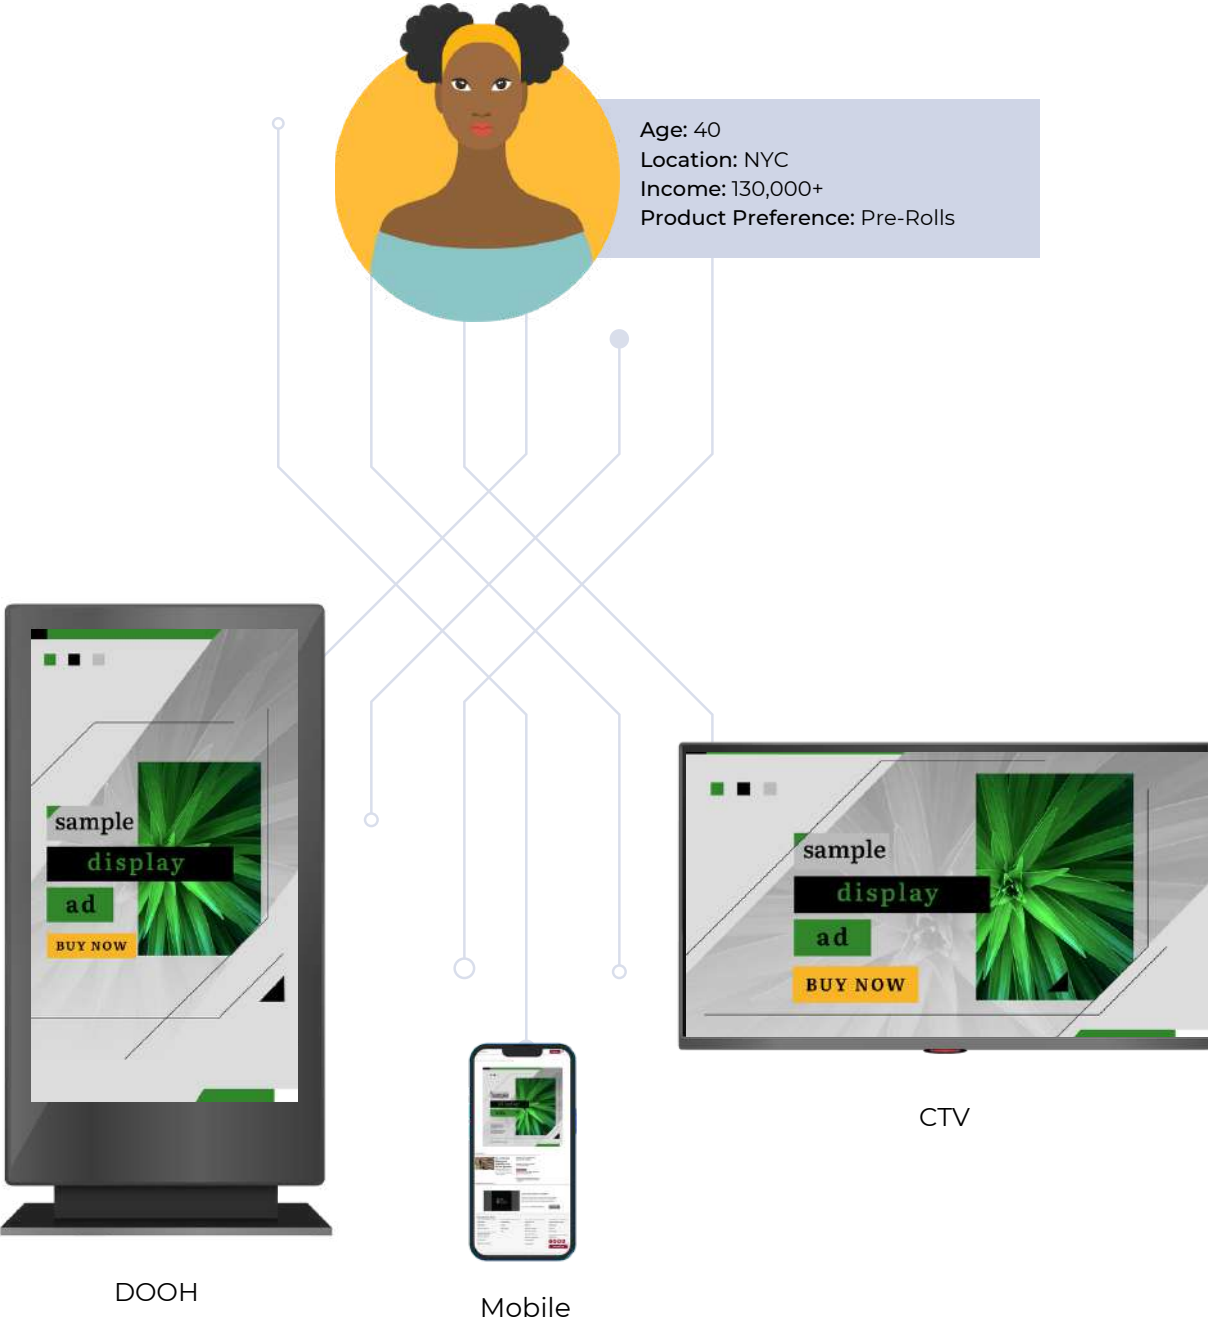 Age: 40
Location: NYC
Income: 130,000+
Product Preference: Pre-Rolls
sample
display
ad
BUY NOW
sample
display
ad
BUY NOW
CTV
DOOH
Mobile